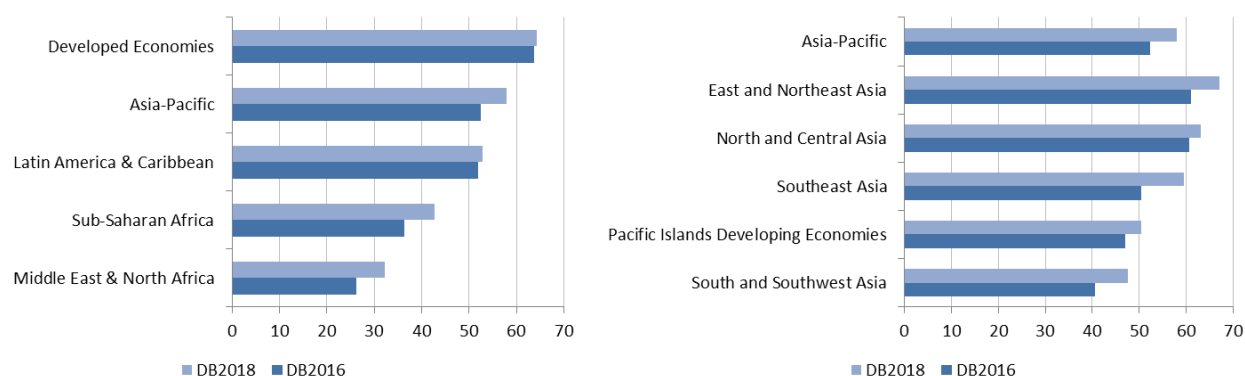 Developed Economies
Asia-Pacific
Latin America & Caribbean
Sub-Saharan Africa
Middle East & North Africa
0 10 20 30 40 50 60 70
DB2018 DB2016
Asia-Pacific
East and Northeast Asia
North and Central Asia
Southeast Asia
Pacific Islands Developing Economies
South and Southwest Asia
0 10 20 30 40 50 60 70
DB2018 DB2016